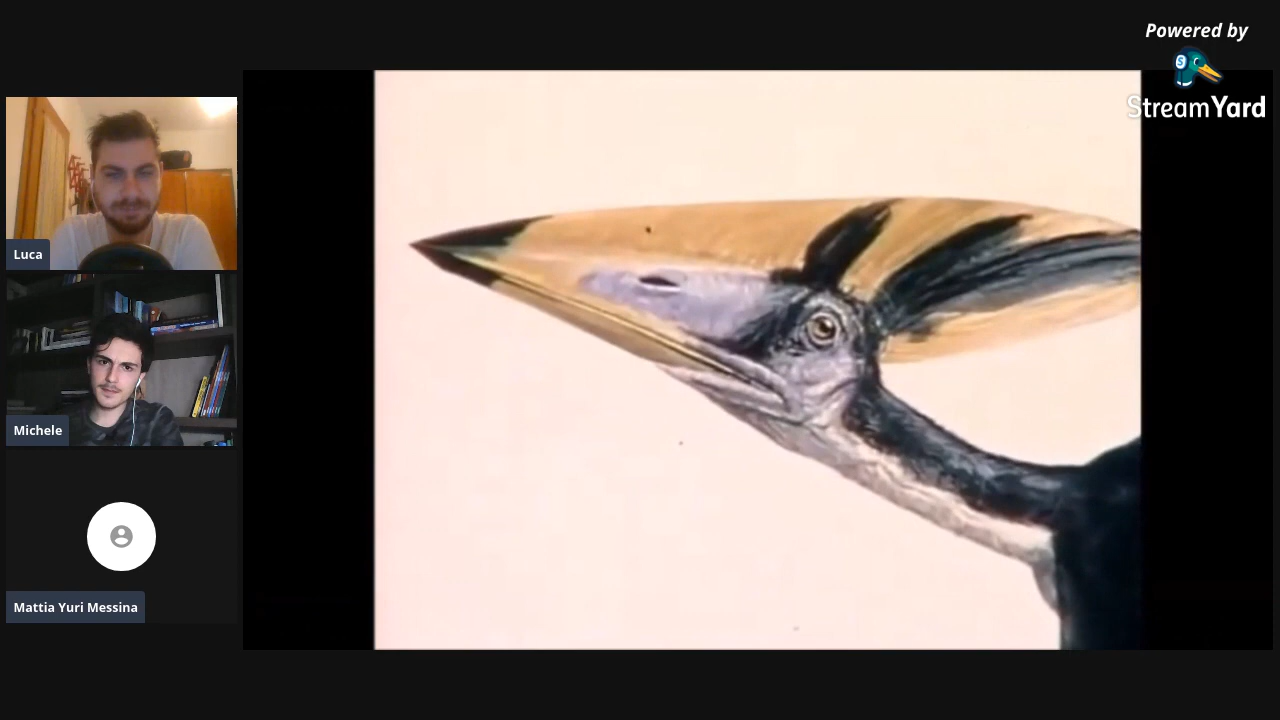 Powered by
StreamYard
Luca
Michele
Mattia Yuri Messina